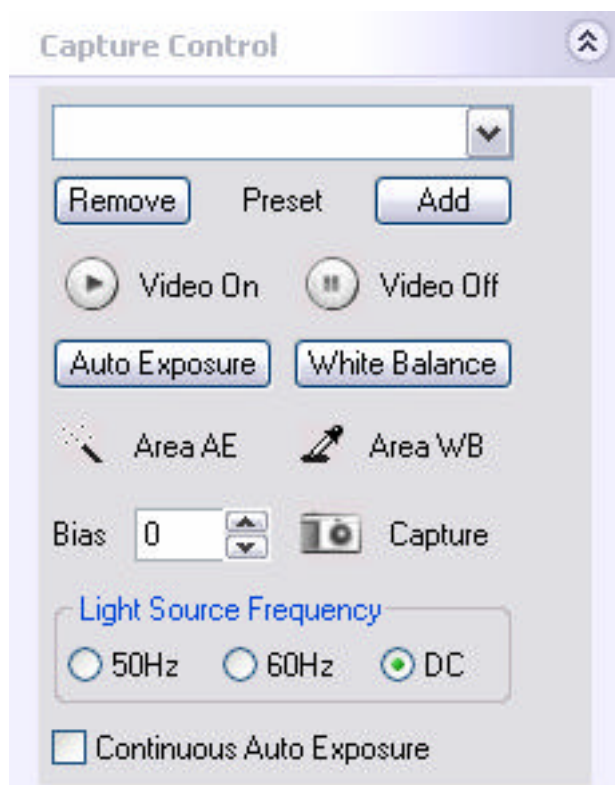 Capture Control
Remove Preset Add
Video On Video Off
Auto Exposure White Balance
Area AE Area WB
Bias 0 Capture
Light Source Frequency
50Hz 60Hz DC
Continuous Auto Exposure